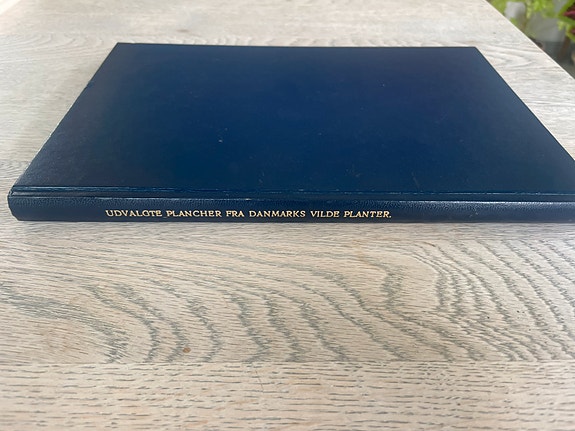 UDVALGTE PLANCHER FRA DANMARKS VILDE PLANTER.